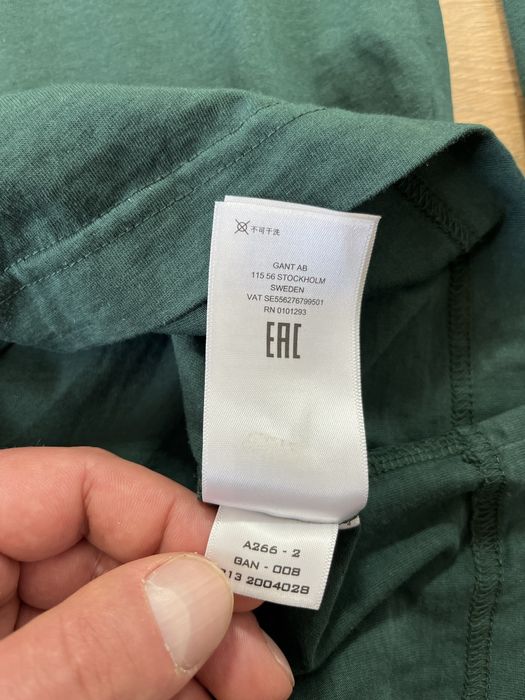 不可干洗
GANT AB
115 56 STOCKHOLM
SWEDEN
VAT SE556276799501
RN 0101293
EAC
A266 - 2
GAN - 008
13 2004028